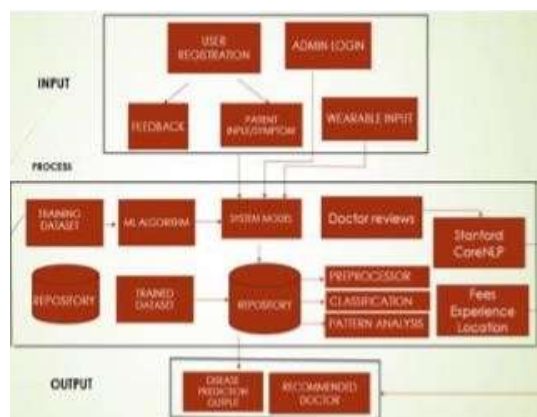 USER
REGISTRATION
ADMIN LOGIN
INPUT
FEEDBACK
PATIENT
INPUT/SYMPTOM
WEARABLE INPUT
PROCESS
TRAINING
DATASET
ML ALGORITHM
SYSTEM MODEL
Doctor reviews
Stanford
CoreNLP
REPOSITORY
TRAINED
DATASET
REPOSITORY
PREPROCESSOR
CLASSIFICATION
PATTERN ANALYSIS
Fees
Experience
Location
OUTPUT
DISEASE
PREDICTION
OUTPUT
RECOMMENDED
DOCTOR